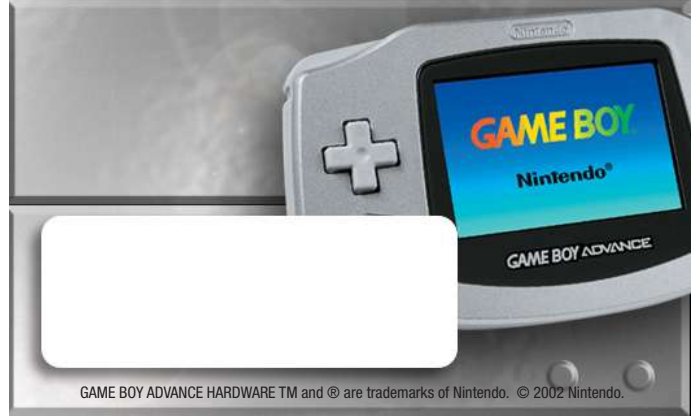 Nintendo
GAME BOY
Nintendo®
GAME BOY ADVANCE
GAME BOY ADVANCE HARDWARE TM and ® are trademarks of Nintendo. © 2002 Nintendo.